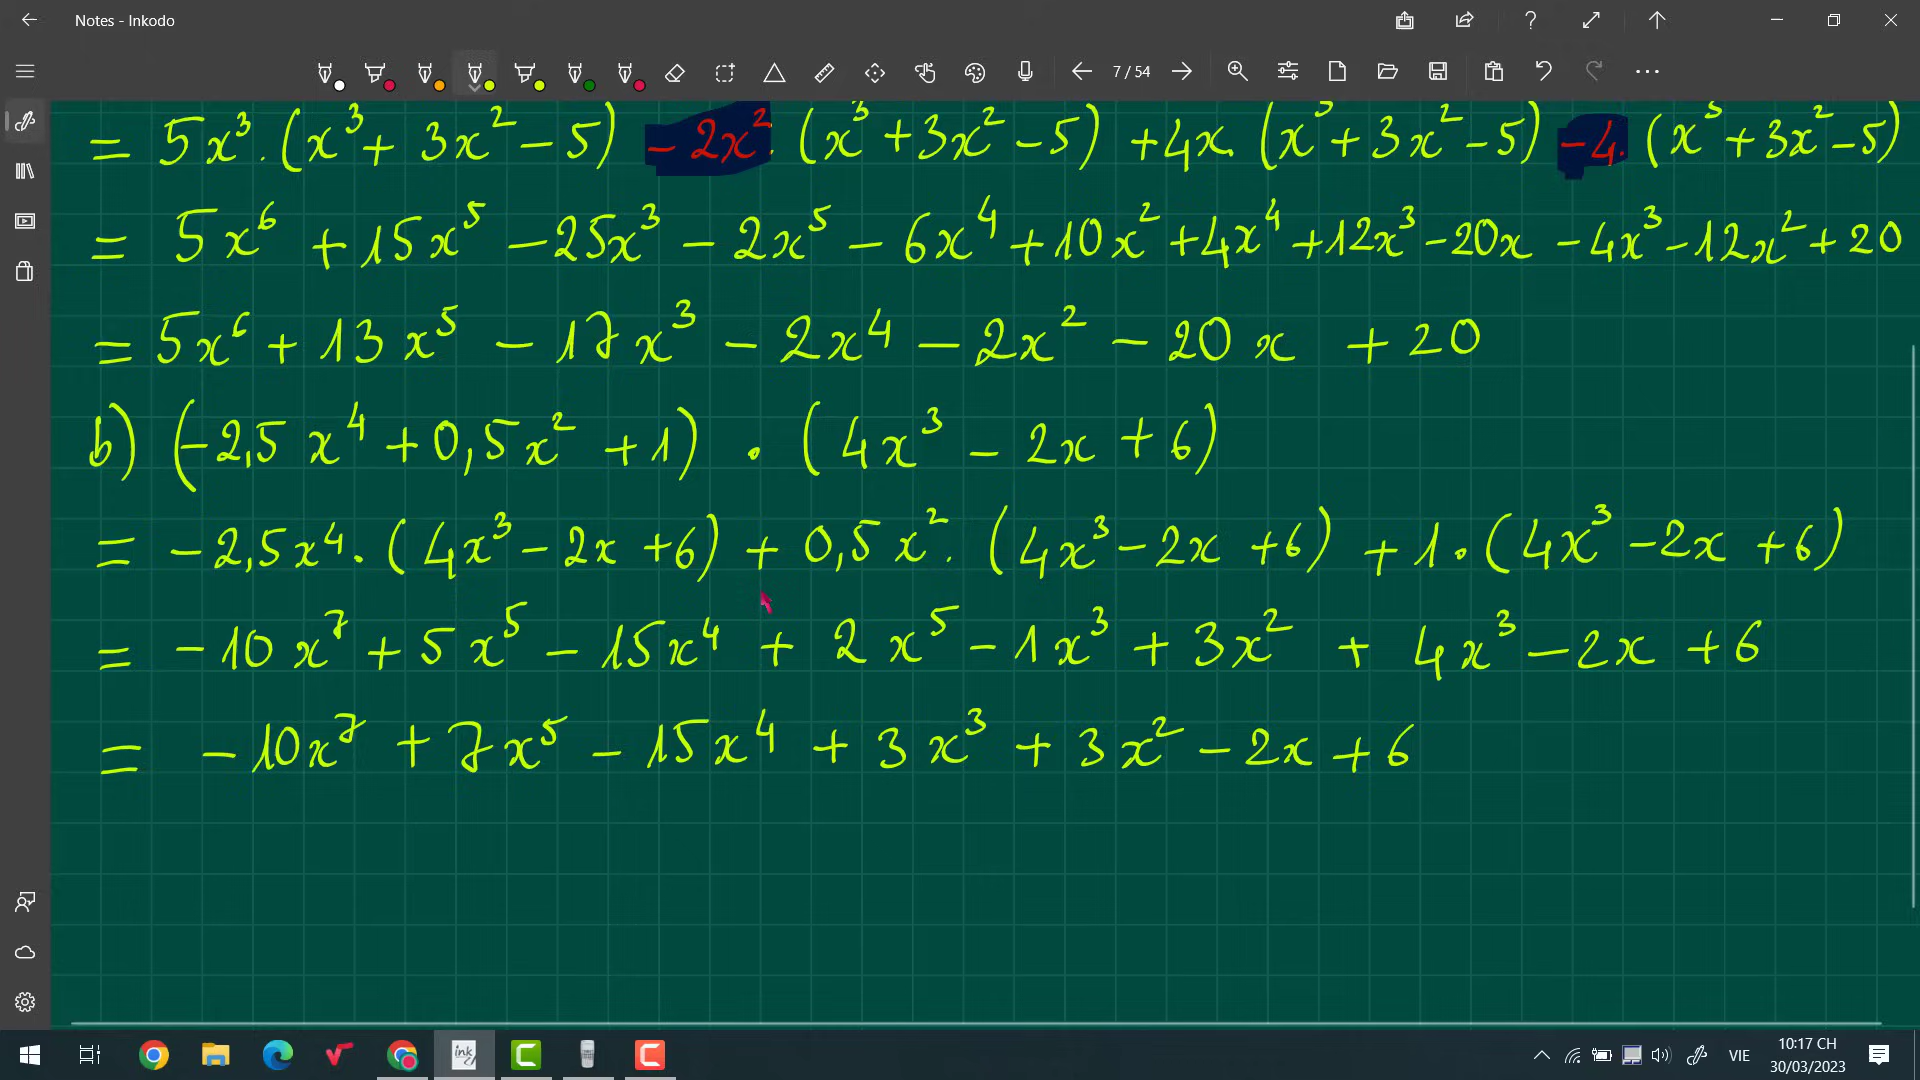 Notes - Inkodo
7 / 54
= 5x³.(x³ + 3x² - 5) - 2x².(x³ + 3x² - 5) + 4x.(x³ + 3x² - 5) - 4.(x³ + 3x² - 5)
= 5x⁶ + 15x⁵ - 25x³ - 2x⁵ - 6x⁴ + 10x² + 4x⁴ + 12x³ - 20x - 4x³ - 12x² + 20
= 5x⁶ + 13x⁵ - 17x³ - 2x⁴ - 2x² - 20x + 20
b) (-2,5x⁴ + 0,5x² + 1) . (4x³ - 2x + 6)
= -2,5x⁴.(4x³ - 2x + 6) + 0,5x².(4x³ - 2x + 6) + 1.(4x³ - 2x + 6)
= -10x⁷ + 5x⁵ - 15x⁴ + 2x⁵ - 1x³ + 3x² + 4x³ - 2x + 6
= -10x⁷ + 7x⁵ - 15x⁴ + 3x³ + 3x² - 2x + 6
ink
VIE
10:17 CH
30/03/2023